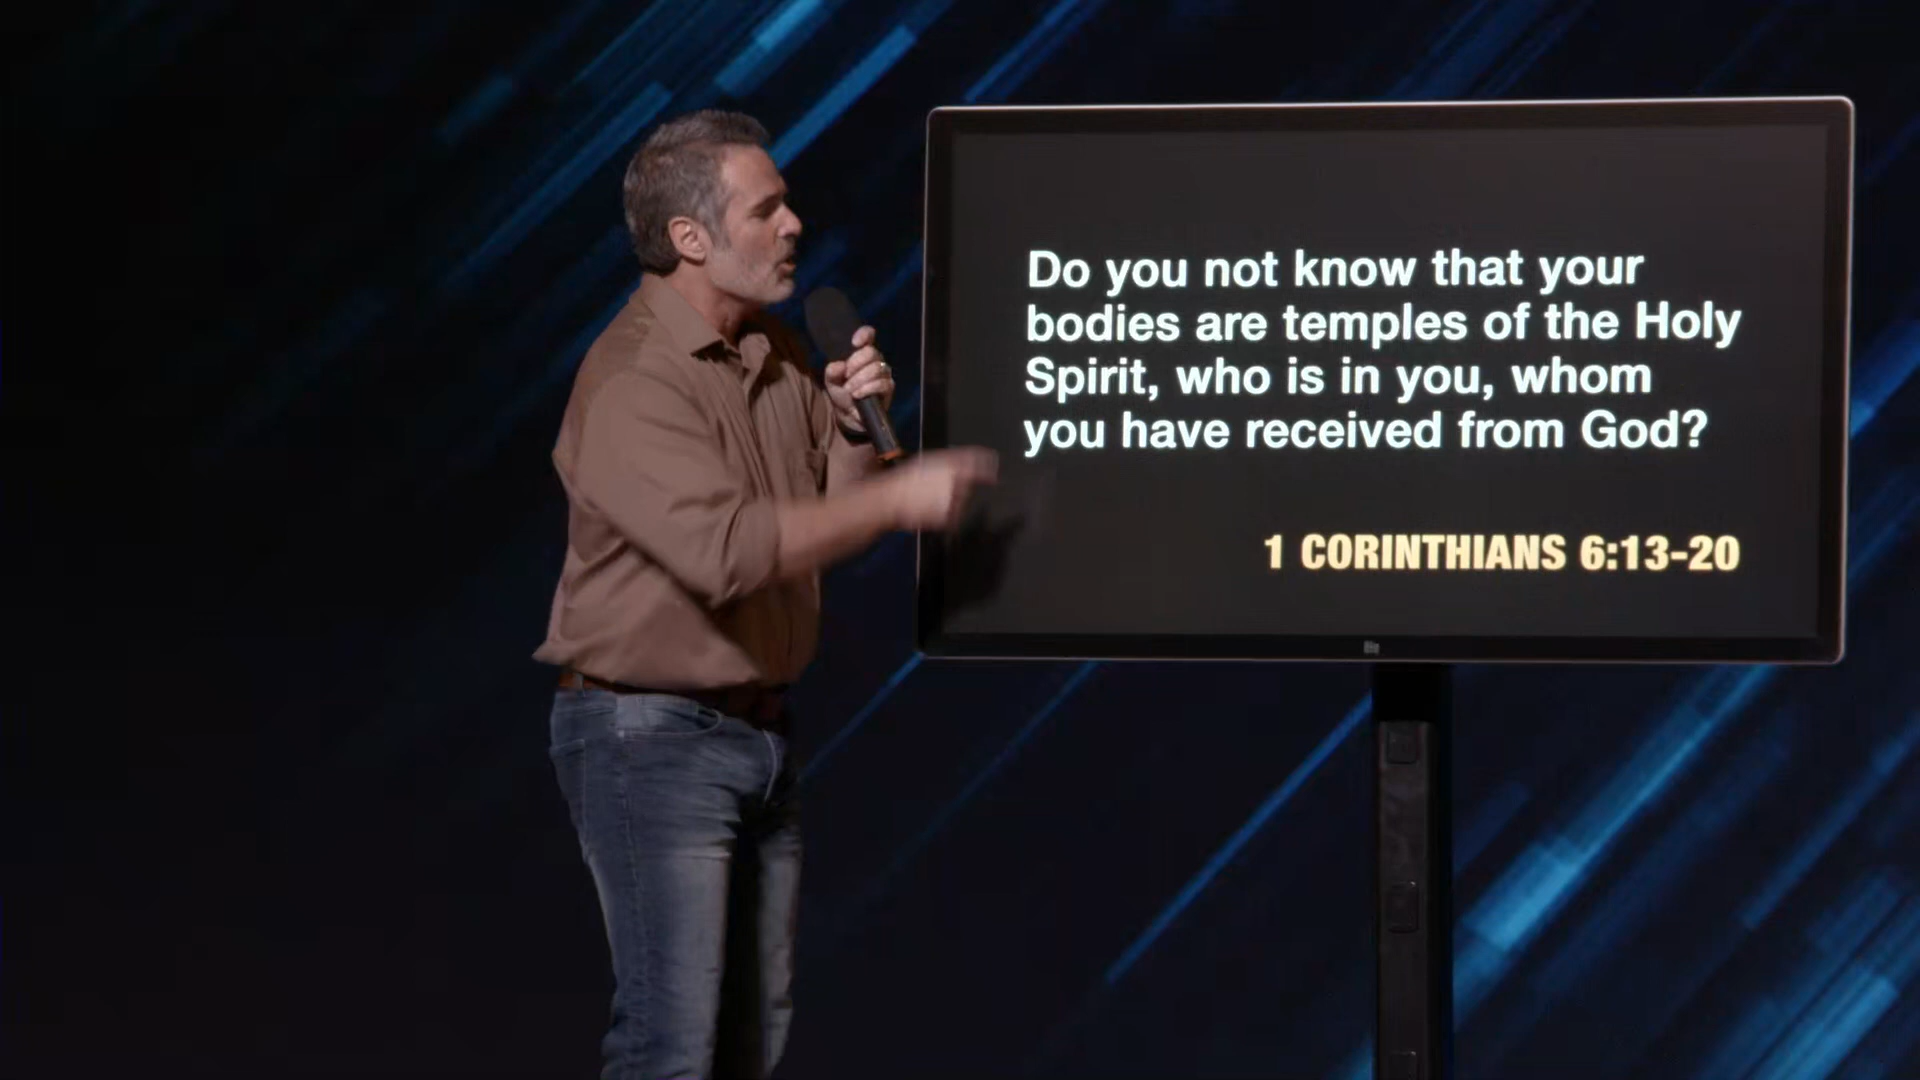 Do you not know that your
bodies are temples of the Holy
Spirit, who is in you, whom
you have received from God?
1 CORINTHIANS 6:13-20